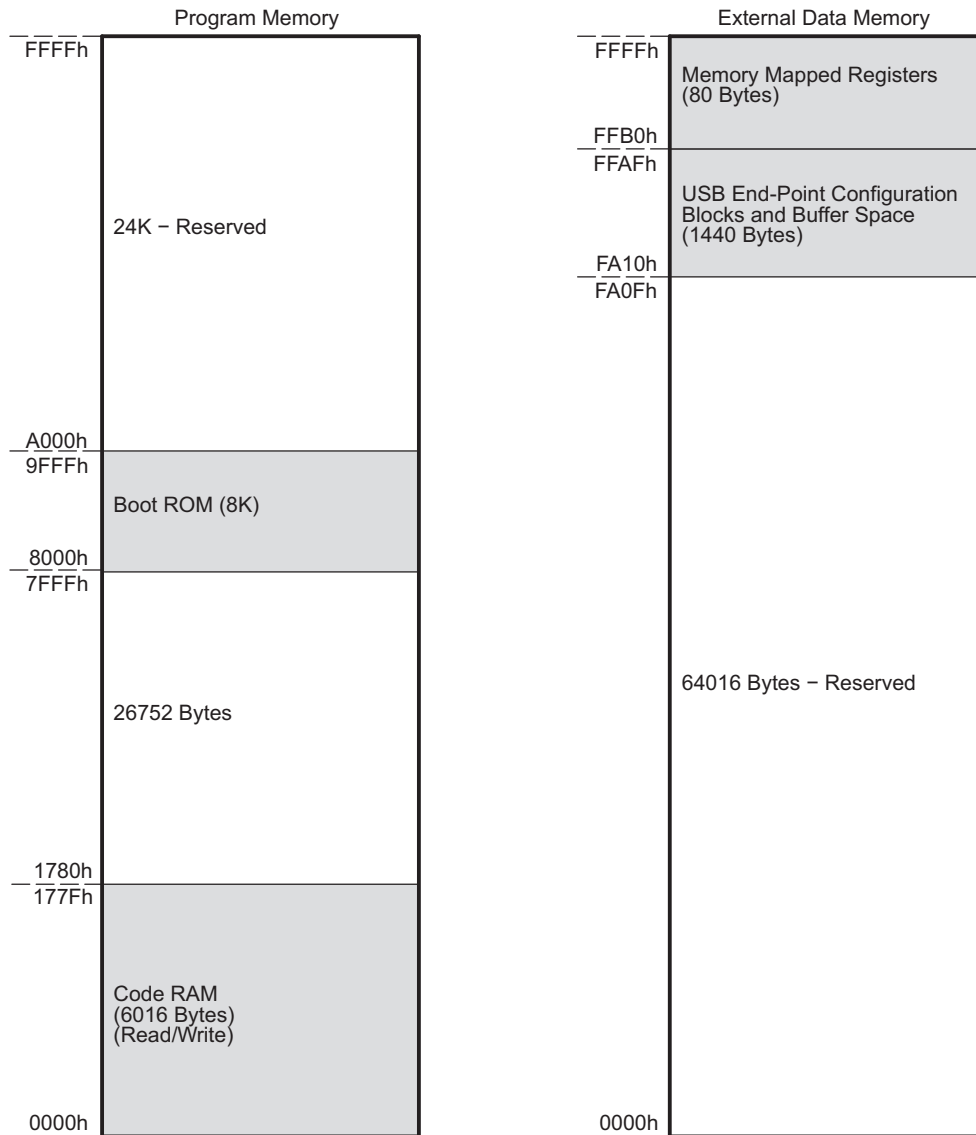 Program Memory
FFFFh
24K − Reserved
A000h
9FFFh
Boot ROM (8K)
8000h
7FFFh
26752 Bytes
1780h
177Fh
Code RAM
(6016 Bytes)
(Read/Write)
0000h
External Data Memory
FFFFh
Memory Mapped Registers
(80 Bytes)
FFB0h
FFAFh
USB End-Point Configuration
Blocks and Buffer Space
(1440 Bytes)
FA10h
FA0Fh
64016 Bytes − Reserved
0000h